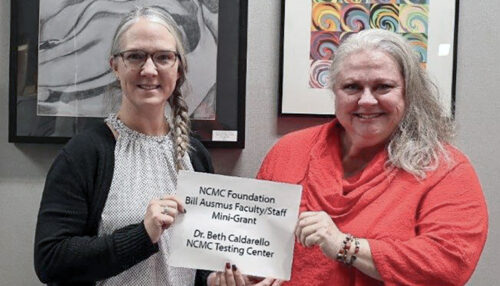 NCMC Foundation
Bill Ausmus Faculty/Staff
Mini-Grant
Dr. Beth Caldarello
NCMC Testing Center